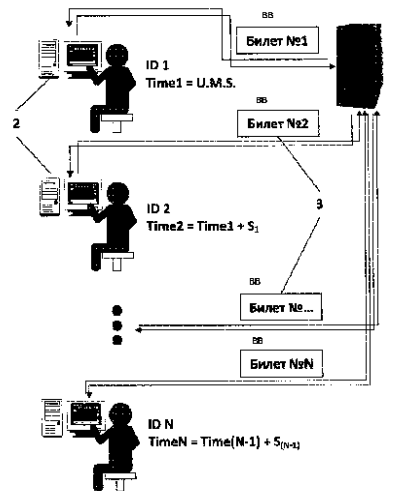 BB
Билет №1
ID 1
Time1 = U.M.S.
2
BB
Билет №2
ID 2
Time2 = Time1 + S₁
3
BB
Билет №...
BB
Билет №N
ID N
TimeN = Time(N-1) + S₍N-1₎